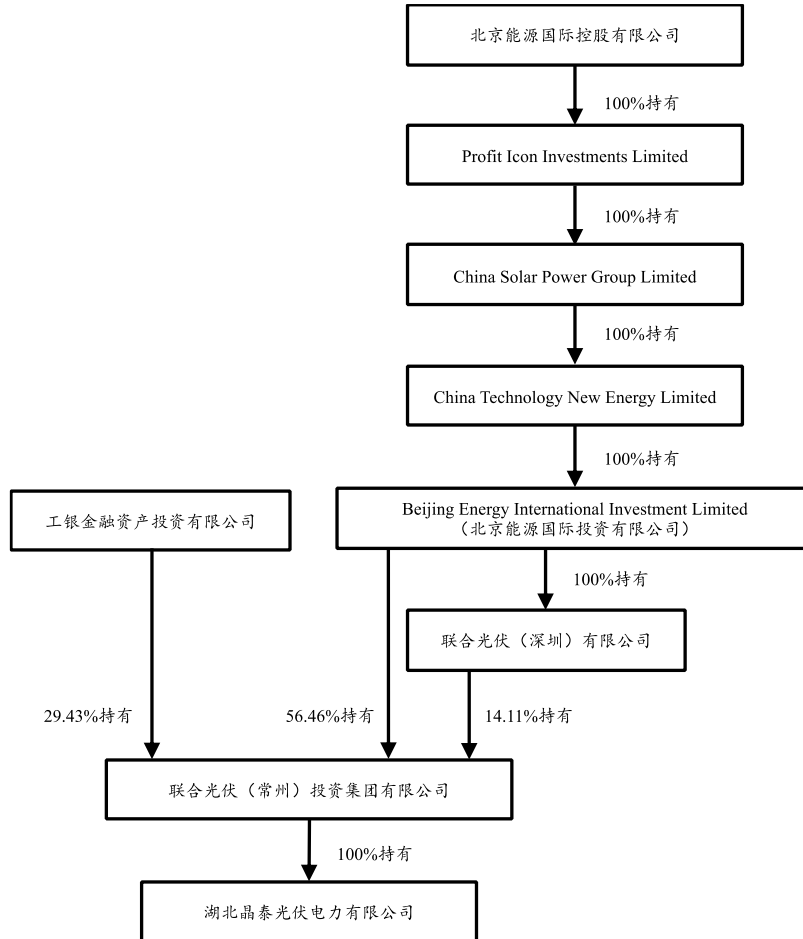 北京能源国际控股有限公司
100%持有
Profit Icon Investments Limited
100%持有
China Solar Power Group Limited
100%持有
China Technology New Energy Limited
100%持有
工银金融资产投资有限公司
Beijing Energy International Investment Limited
（北京能源国际投资有限公司）
100%持有
联合光伏（深圳）有限公司
29.43%持有
56.46%持有
14.11%持有
联合光伏（常州）投资集团有限公司
100%持有
湖北晶泰光伏电力有限公司